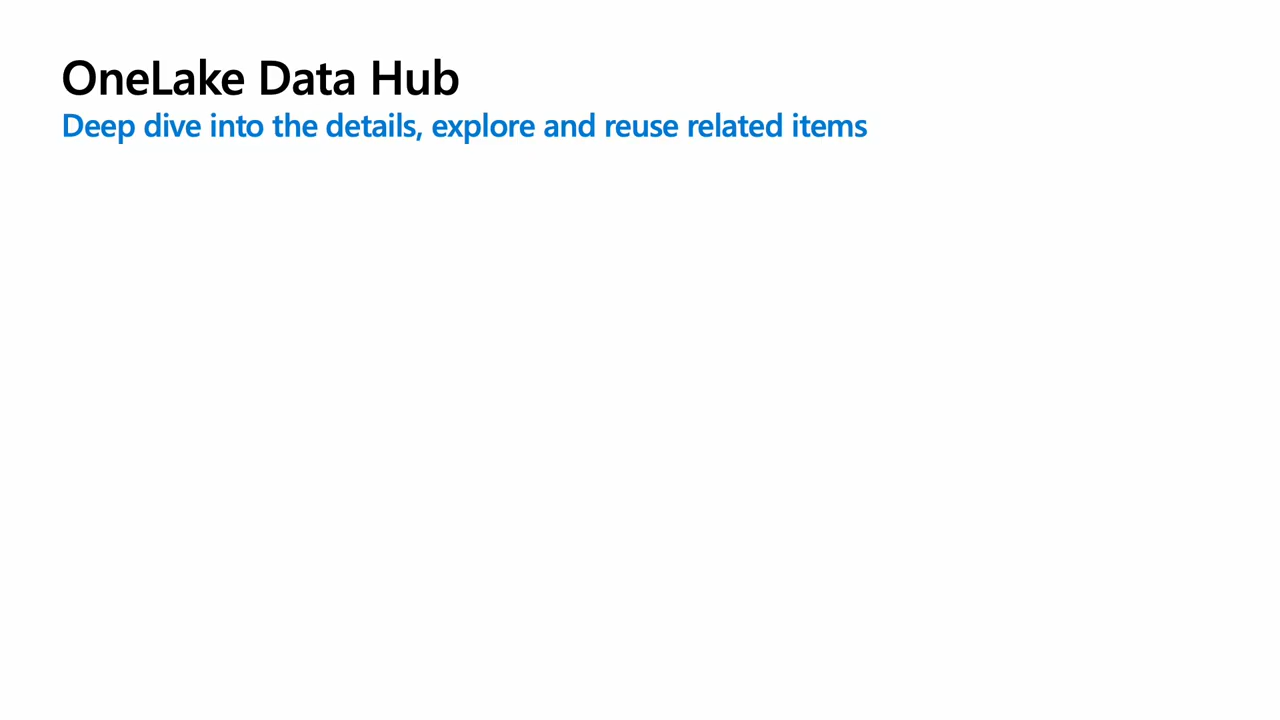 OneLake Data Hub
Deep dive into the details, explore and reuse related items